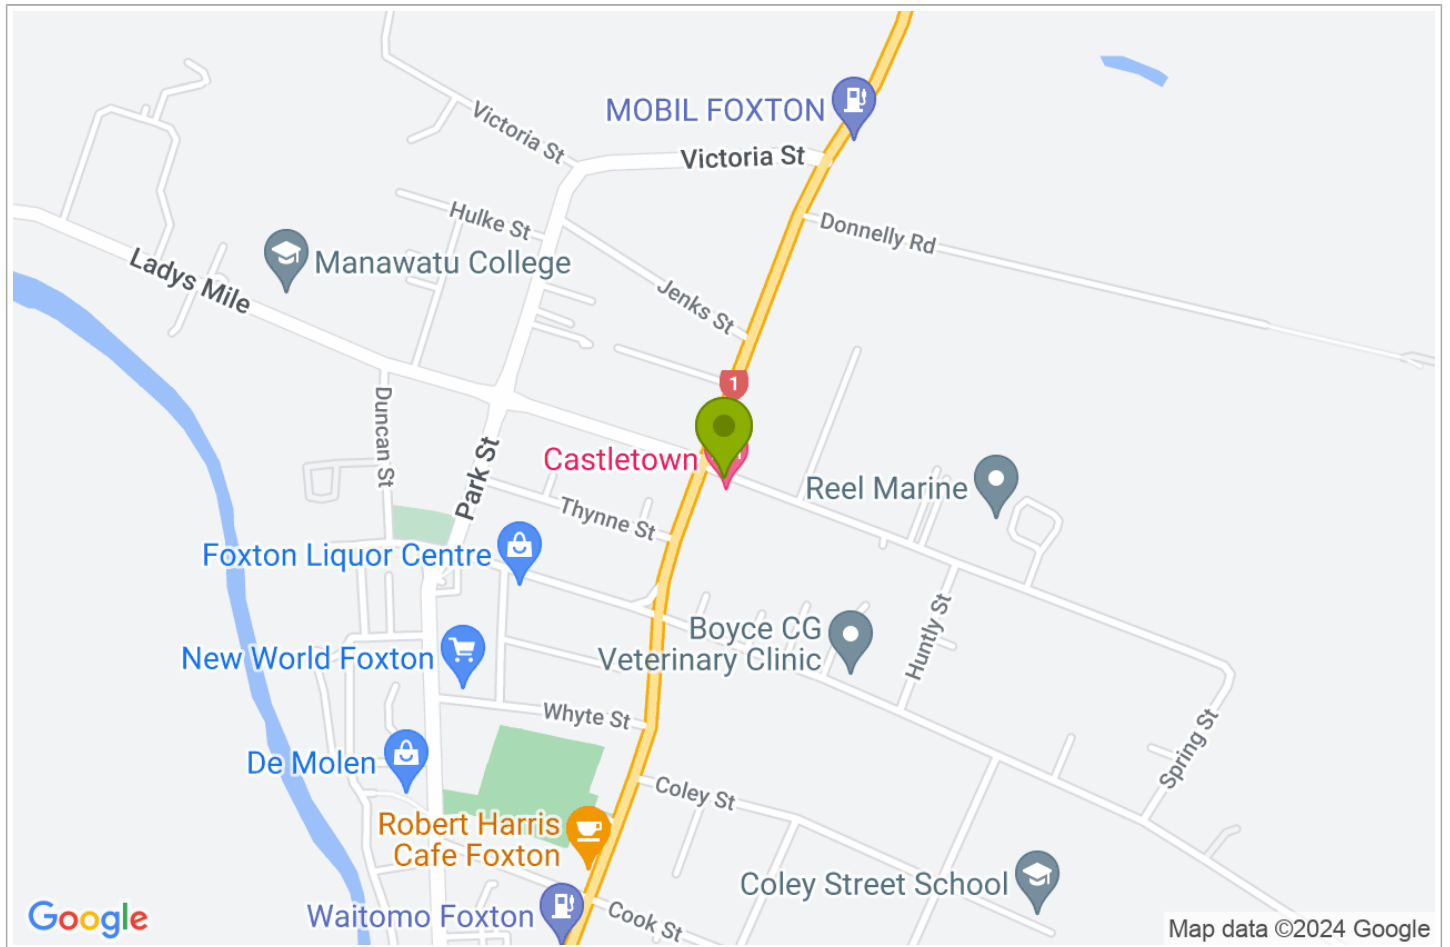 MOBIL FOXTON
Victoria St
Victoria St
Hulke St
Donnelly Rd
Manawatu College
Ladys Mile
Jenks St
1
Duncan St
Park St
Castletown
Reel Marine
Thynne St
Foxton Liquor Centre
Boyce CG
Veterinary Clinic
Huntly St
New World Foxton
Whyte St
De Molen
Spring St
Coley St
Robert Harris
Cafe Foxton
Coley Street School
Waitomo Foxton
Cook St
Google
Map data ©2024 Google